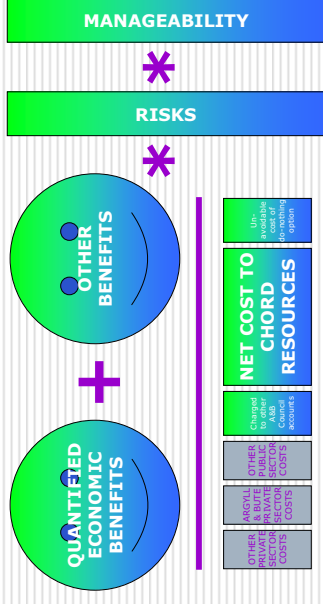 MANAGEABILITY
*
RISKS
*
OTHER
BENEFITS
+
QUANTIFIED
ECONOMIC
BENEFITS
Un-
avoidable
cost of
do-nothing
option
NET COST TO
CHORD
RESOURCES
Charged
to other
A&B
Council
accounts
OTHER
PUBLIC
SECTOR
COSTS
ARGYLL
& BUTE
PRIVATE
SECTOR
COSTS
OTHER
PRIVATE
SECTOR
COSTS